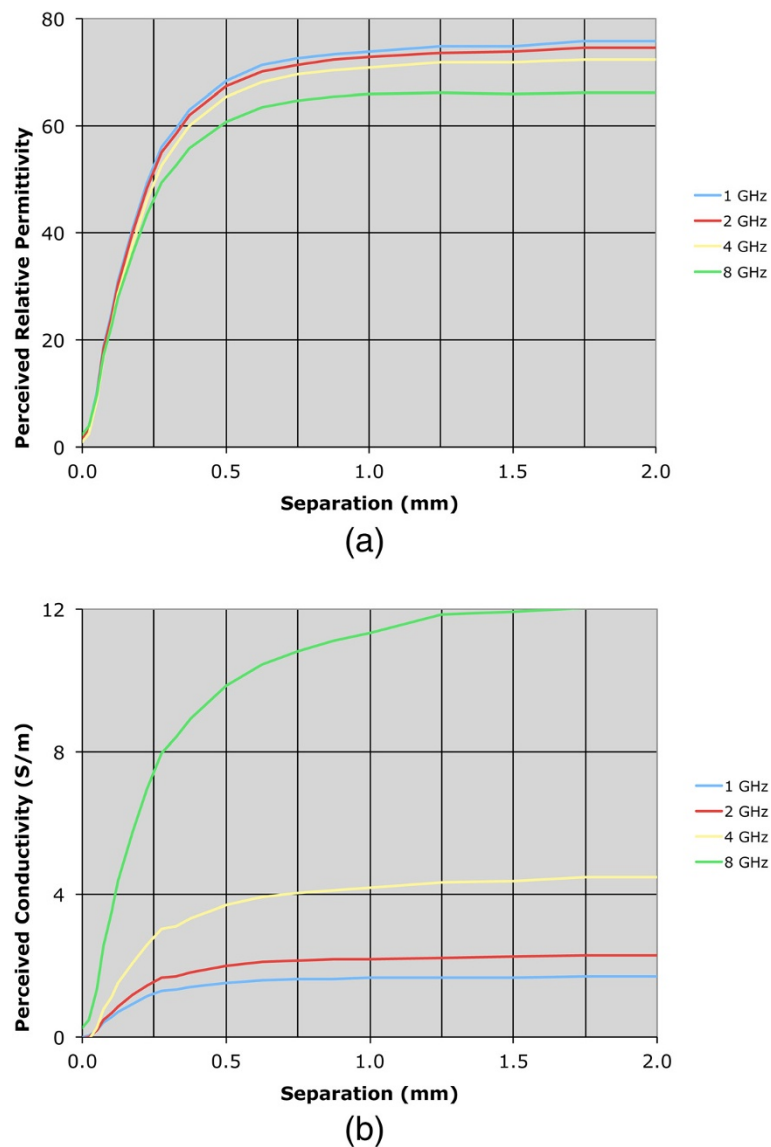 80
60
40
20
0
Perceived Relative Permittivity
0.0 0.5 1.0 1.5 2.0
Separation (mm)
1 GHz
2 GHz
4 GHz
8 GHz
(a)
12
8
4
0
Perceived Conductivity (S/m)
0.0 0.5 1.0 1.5 2.0
Separation (mm)
1 GHz
2 GHz
4 GHz
8 GHz
(b)